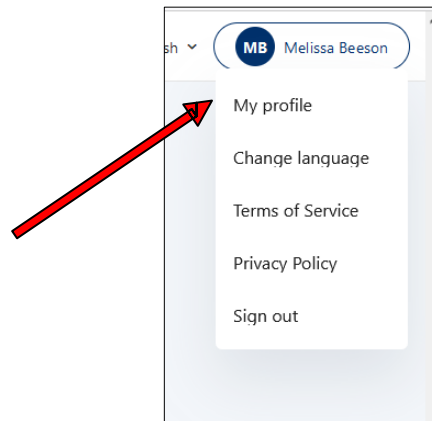 sh
MB Melissa Beeson
My profile
Change language
Terms of Service
Privacy Policy
Sign out